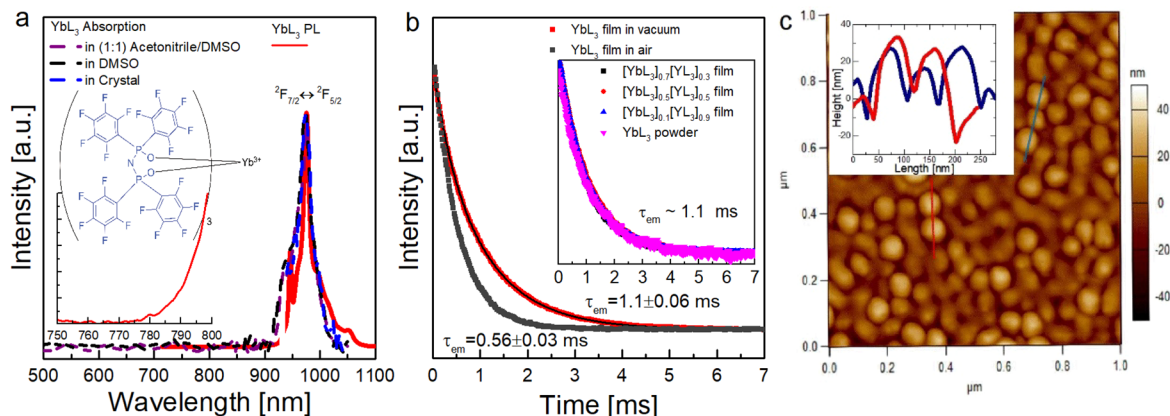 a
YbL3 Absorption
in (1:1) Acetonitrile/DMSO
in DMSO
in Crystal
YbL3 PL
2F7/2↔2F5/2
F F F F F F F F F F
P O
N
P O
Yb3+
F F F F F F F F F F
3
750 760 770 780 790 800
Intensity [a.u.]
500 600 700 800 900 1000 1100
Wavelength [nm]
b
YbL3 film in vacuum
YbL3 film in air
[YbL3]0.7[YL3]0.3 film
[YbL3]0.5[YL3]0.5 film
[YbL3]0.1[YL3]0.9 film
YbL3 powder
τem ~ 1.1 ms
0 1 2 3 4 5 6 7
τem=1.1±0.06 ms
τem=0.56±0.03 ms
Intensity [a.u.]
0 1 2 3 4 5 6 7
Time [ms]
c
1.0
0.8
0.6
0.4
0.2
0.0
µm
0.0 0.2 0.4 0.6 0.8 1.0
µm
40
20
0
-20
Height [nm]
0 50 100 150 200 250
Length [nm]
nm
40
20
0
-20
-40